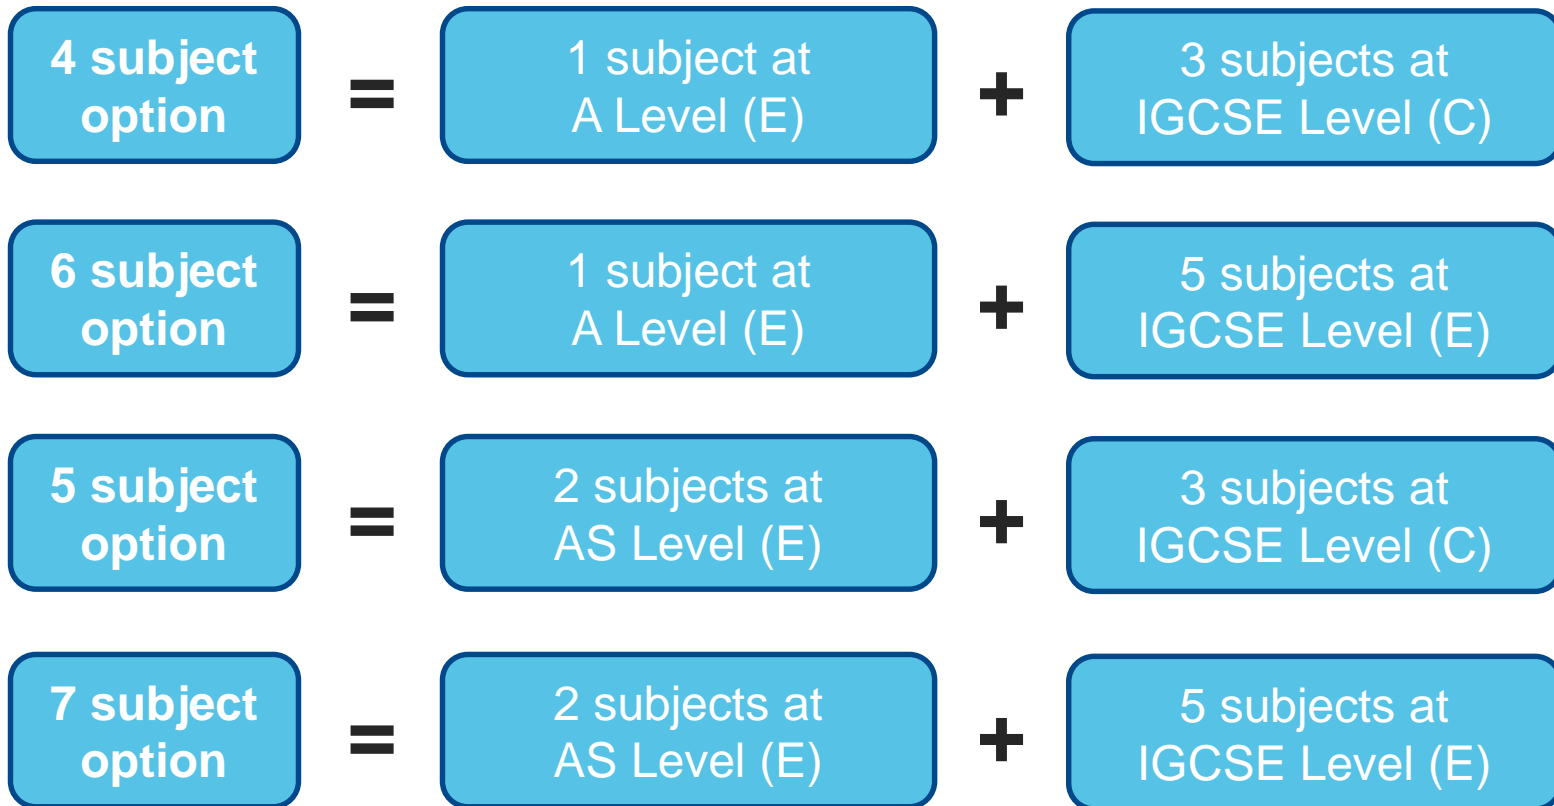 4 subject
option
=
1 subject at
A Level (E)
+
3 subjects at
IGCSE Level (C)
6 subject
option
=
1 subject at
A Level (E)
+
5 subjects at
IGCSE Level (E)
5 subject
option
=
2 subjects at
AS Level (E)
+
3 subjects at
IGCSE Level (C)
7 subject
option
=
2 subjects at
AS Level (E)
+
5 subjects at
IGCSE Level (E)